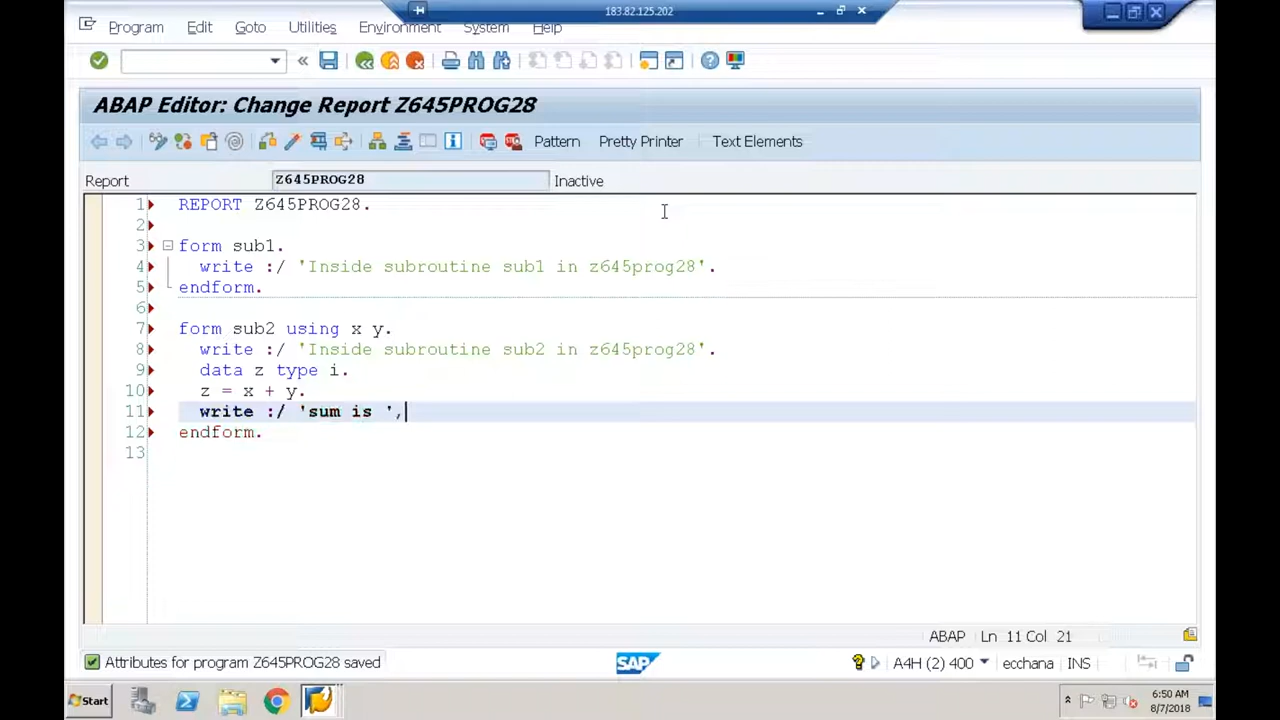 183.82.125.202
Program Edit Goto Utilities Environment System Help
ABAP Editor: Change Report Z645PROG28
Pattern Pretty Printer Text Elements
Report Z645PROG28 Inactive
1 REPORT Z645PROG28.
2
3 form sub1.
4 write :/ 'Inside subroutine sub1 in z645prog28'.
5 endform.
6
7 form sub2 using x y.
8 write :/ 'Inside subroutine sub2 in z645prog28'.
9 data z type i.
10 z = x + y.
11 write :/ 'sum is ',
12 endform.
13
ABAP Ln 11 Col 21
Attributes for program Z645PROG28 saved SAP A4H (2) 400 ecchana INS
Start 6:50 AM
8/7/2018